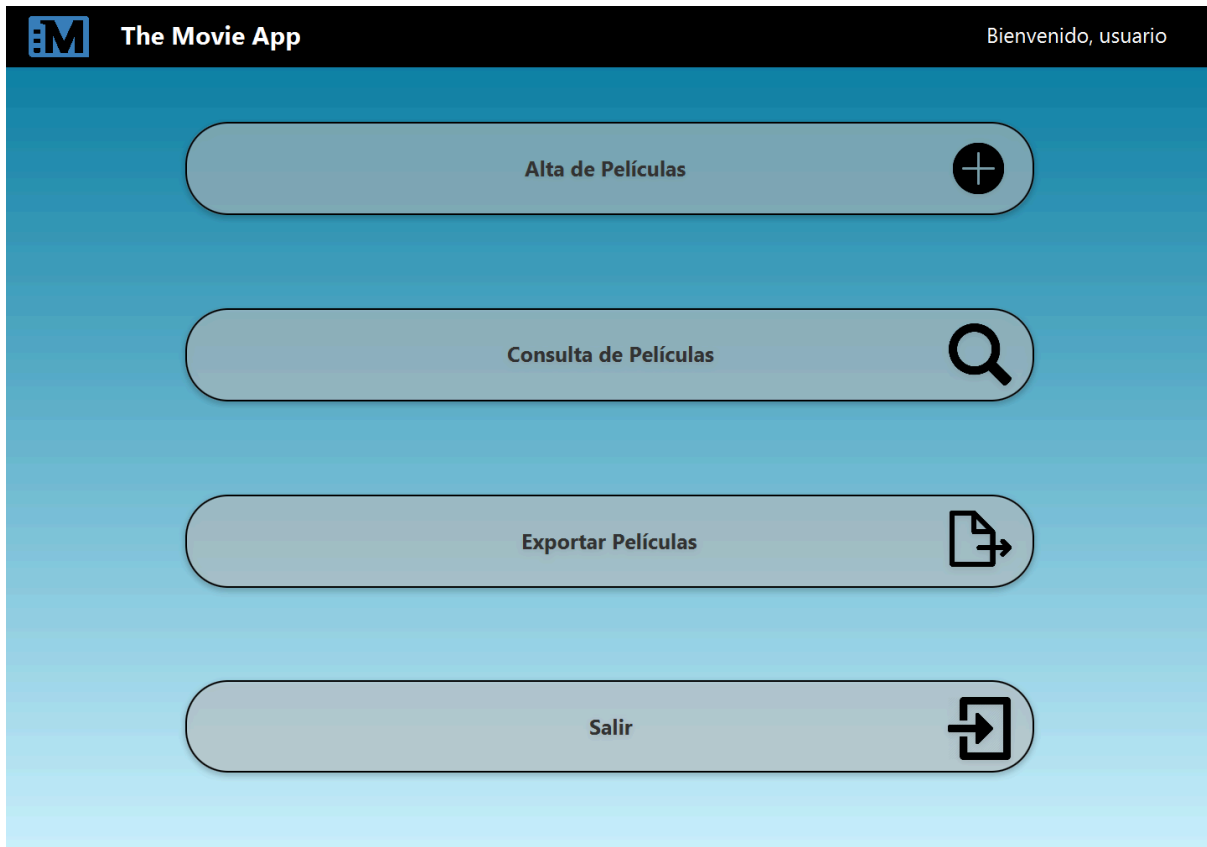 M
The Movie App
Bienvenido, usuario
Alta de Películas
Consulta de Películas
Exportar Películas
Salir